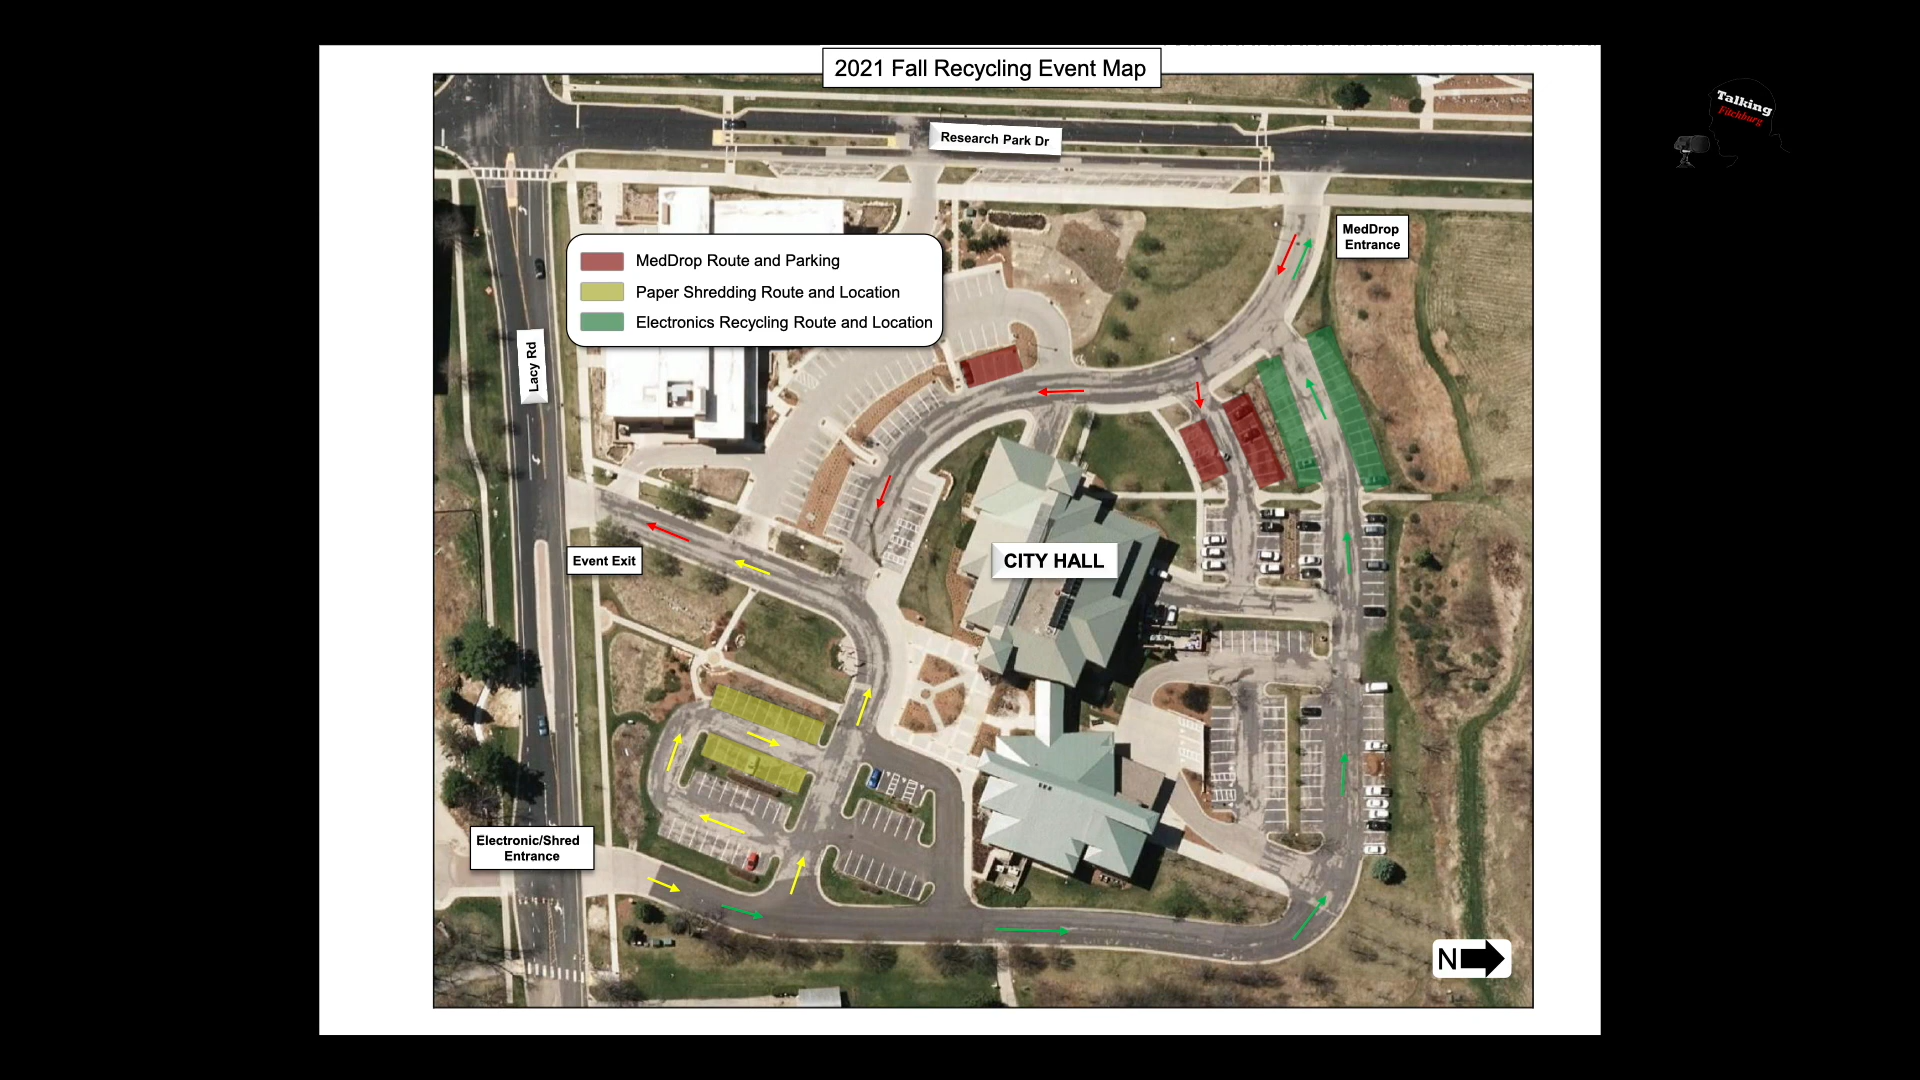 2021 Fall Recycling Event Map
Talking
Fitchburg
Research Park Dr
MedDrop
Entrance
MedDrop Route and Parking
Paper Shredding Route and Location
Electronics Recycling Route and Location
Lacy Rd
Event Exit
CITY HALL
Electronic/Shred
Entrance
N